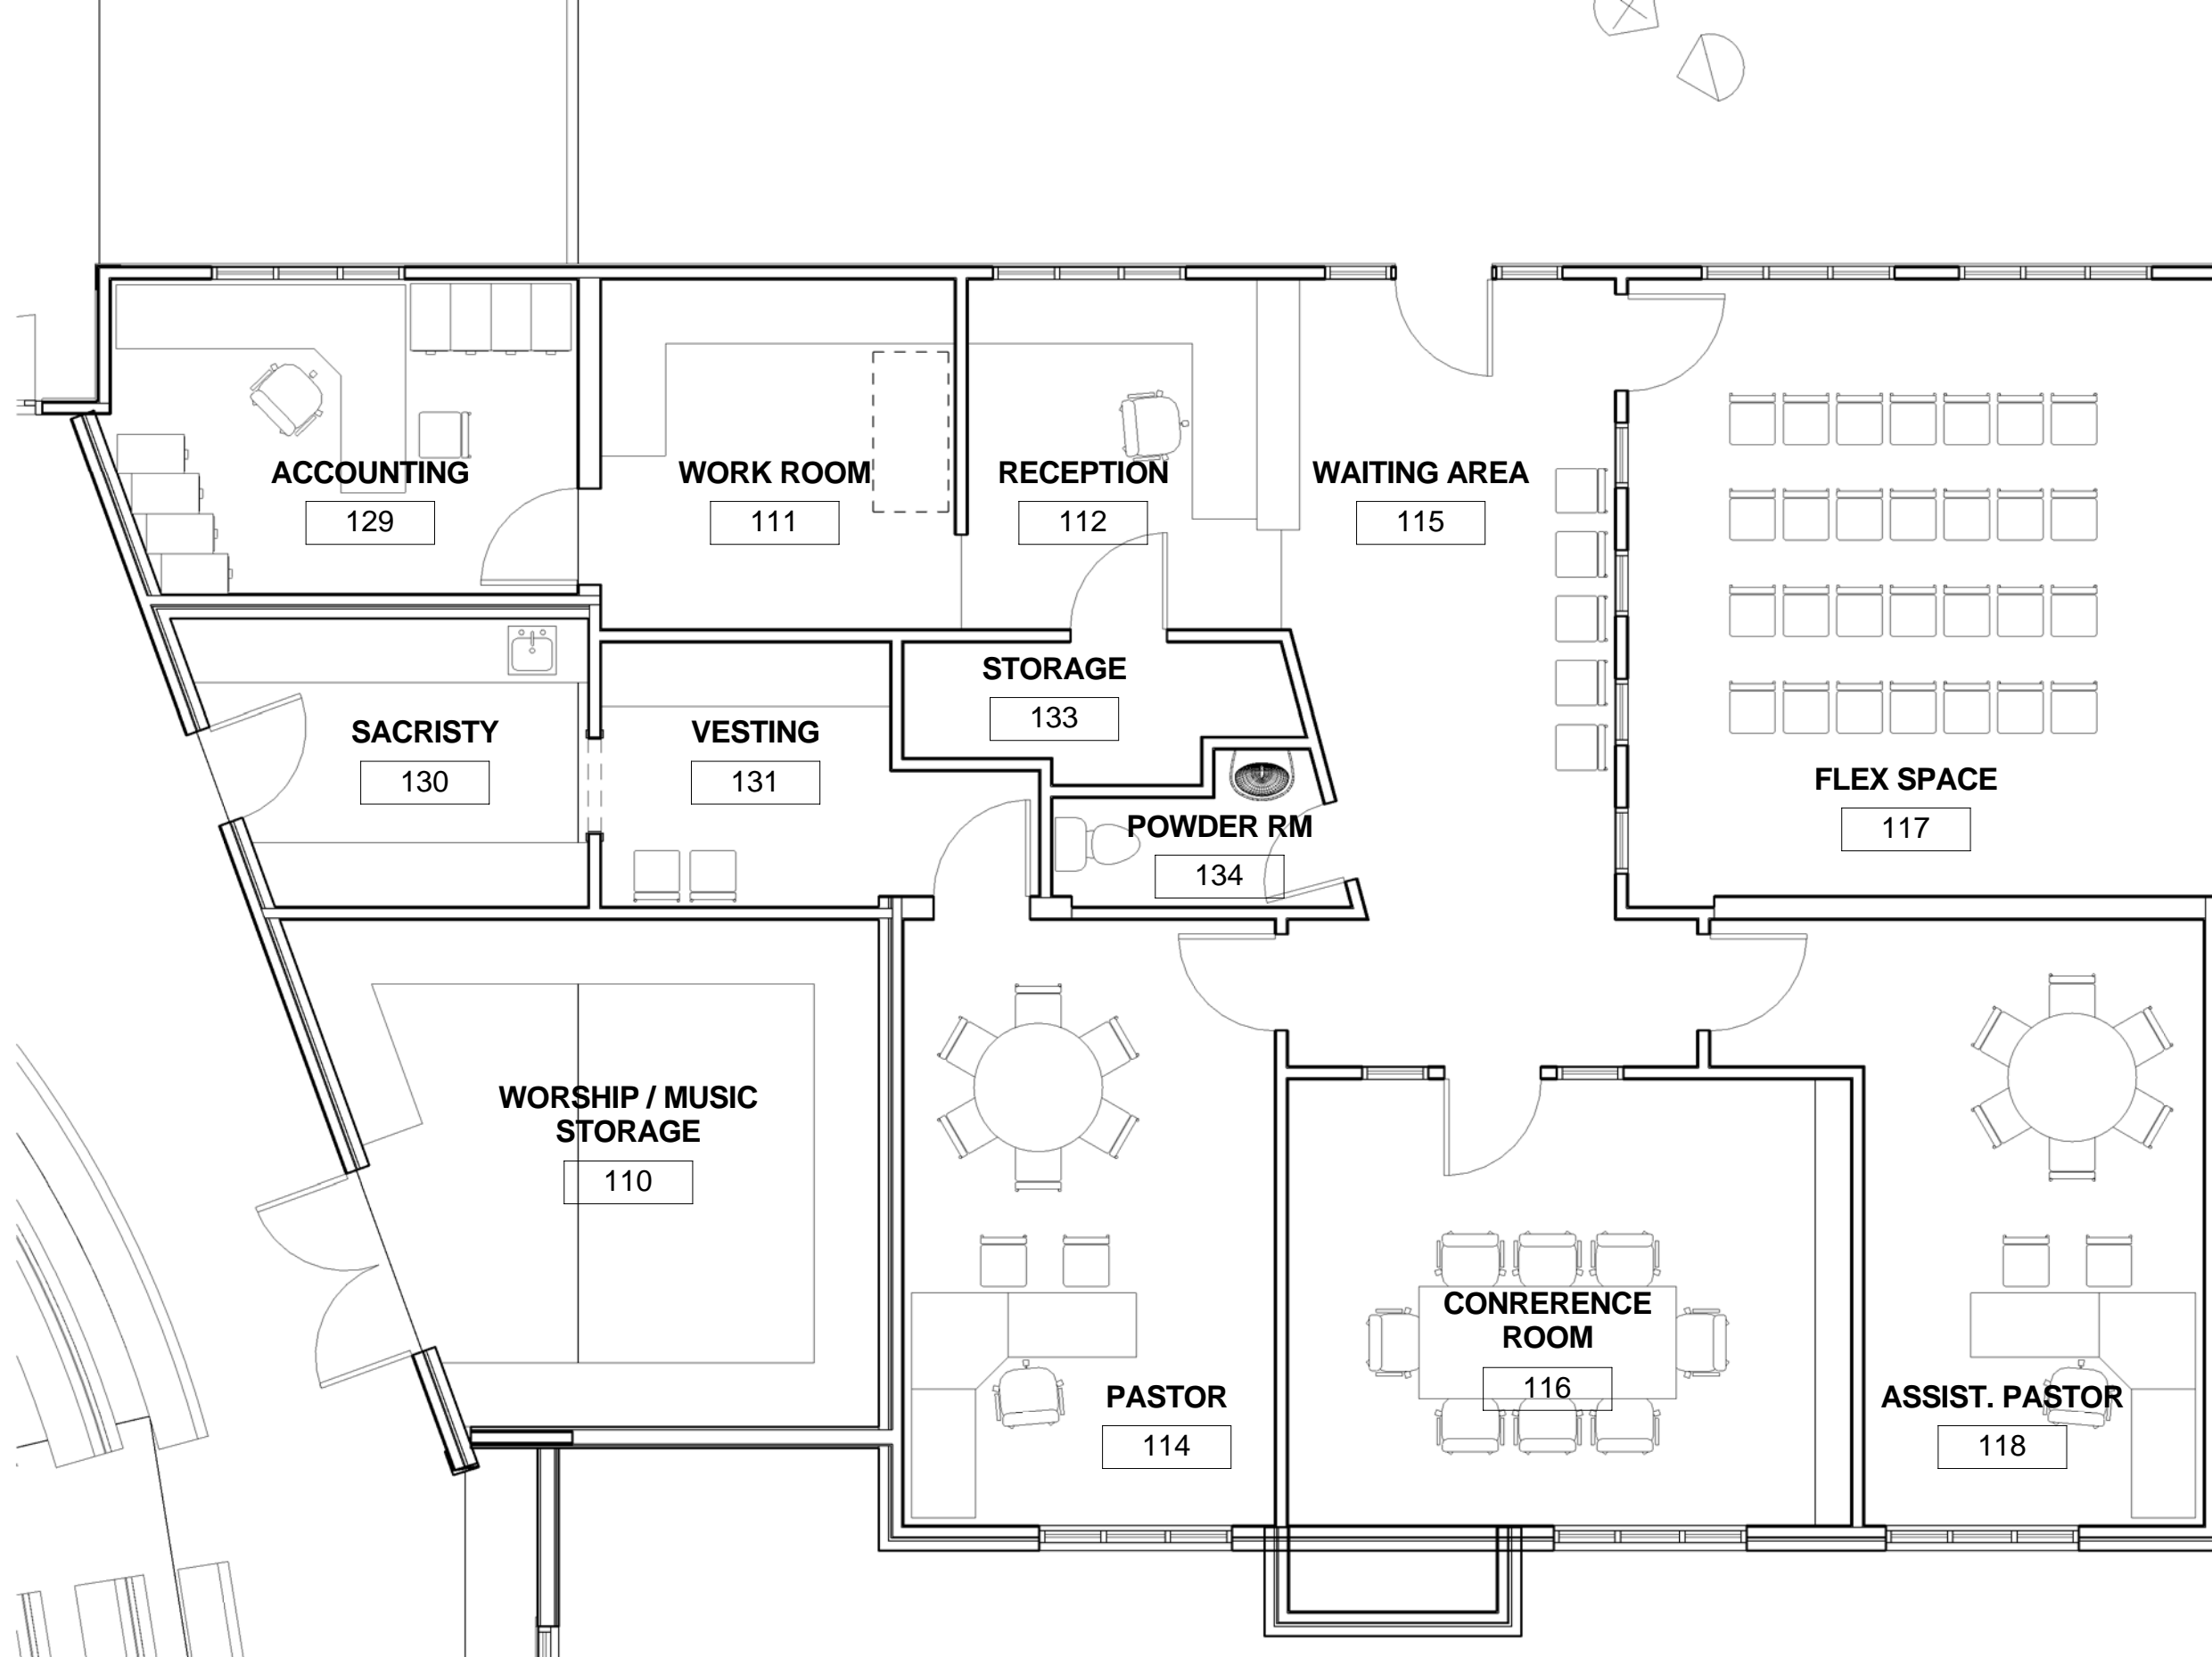 ACCOUNTING
129
WORK ROOM
111
RECEPTION
112
WAITING AREA
115
STORAGE
133
SACRISTY
130
VESTING
131
FLEX SPACE
117
POWDER RM
134
WORSHIP / MUSIC
STORAGE
110
CONRERENCE
ROOM
116
PASTOR
114
ASSIST. PASTOR
118